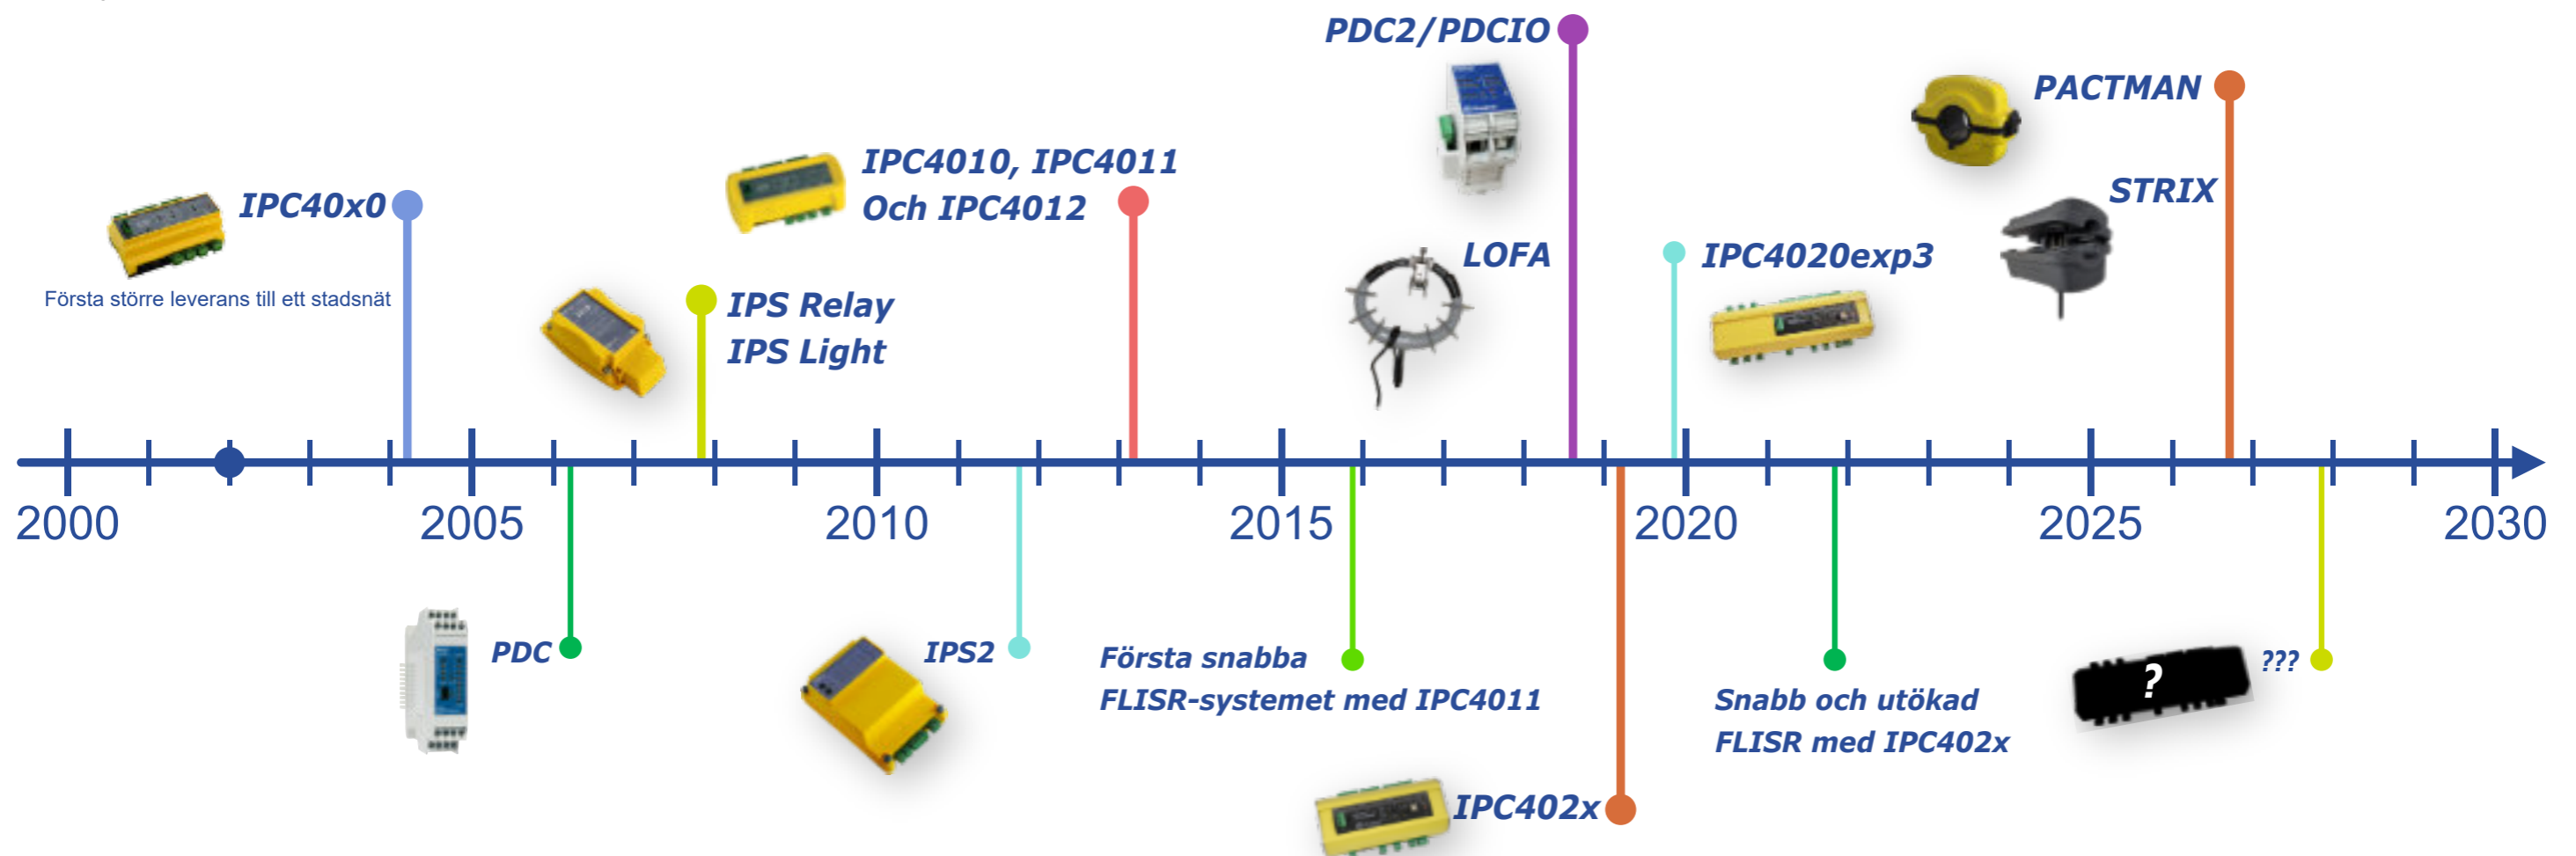 PDC2/PDCIO
PACTMAN
IPC4010, IPC4011
Och IPC4012
STRIX
IPC40x0
LOFA
IPC4020exp3
Första större leverans till ett stadsnät
IPS Relay
IPS Light
2000
2005
2010
2015
2020
2025
2030
PDC
IPS2
Första snabba
FLISR-systemet med IPC4011
Snabb och utökad
FLISR med IPC402x
?
???
IPC402x